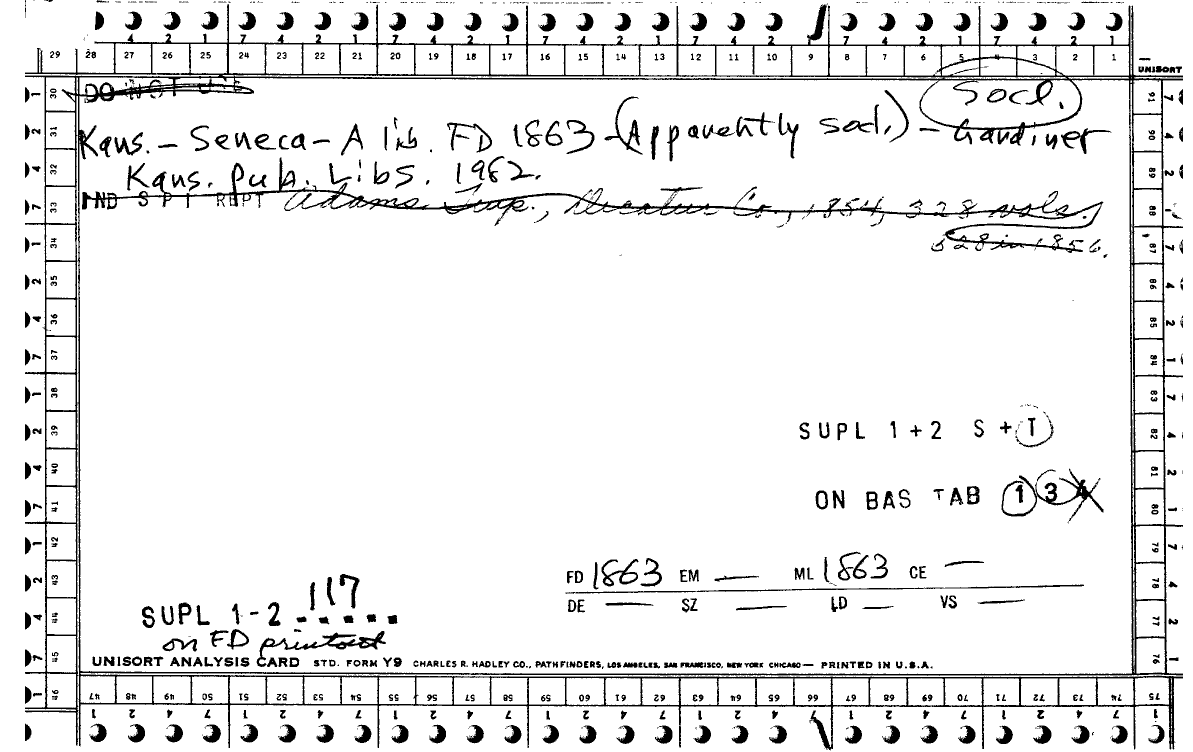 7 4 2 1 7 4 2 1 7 4 2 1 7 4 2 1 7 4 2 1 7 4 2 1 7 4 2 1
29 28 27 26 25 24 23 22 21 20 19 18 17 16 15 14 13 12 11 10 9 8 7 6 5 4 3 2 1
UNISORT
DO NOT USE
Socl.
Kans. – Seneca – A lib. FD 1863 – (Apparently socl.) – Gardiner
Kans. Pub. Libs. 1962.
IND SPI REPT Adams Twp., Decatur Co., 1854, 328 vols.
328 in 1856.
SUPL 1+2 S+T
ON BAS TAB 1 3 4
FD 1863 EM — ML 1863 CE —
DE — SZ — LD — VS —
117
SUPL 1-2
on FD printout
UNISORT ANALYSIS CARD STD. FORM Y9 CHARLES R. HADLEY CO., PATHFINDERS, LOS ANGELES, SAN FRANCISCO, NEW YORK CHICAGO — PRINTED IN U.S.A.
30 31 32 33 34 35 36 37 38 39 40 41 42 43 44 45 46
91 90 89 88 87 86 85 84 83 82 81 80 79 78 77 76 75
47 48 49 50 51 52 53 54 55 56 57 58 59 60 61 62 63 64 65 66 67 68 69 70 71 72 73 74